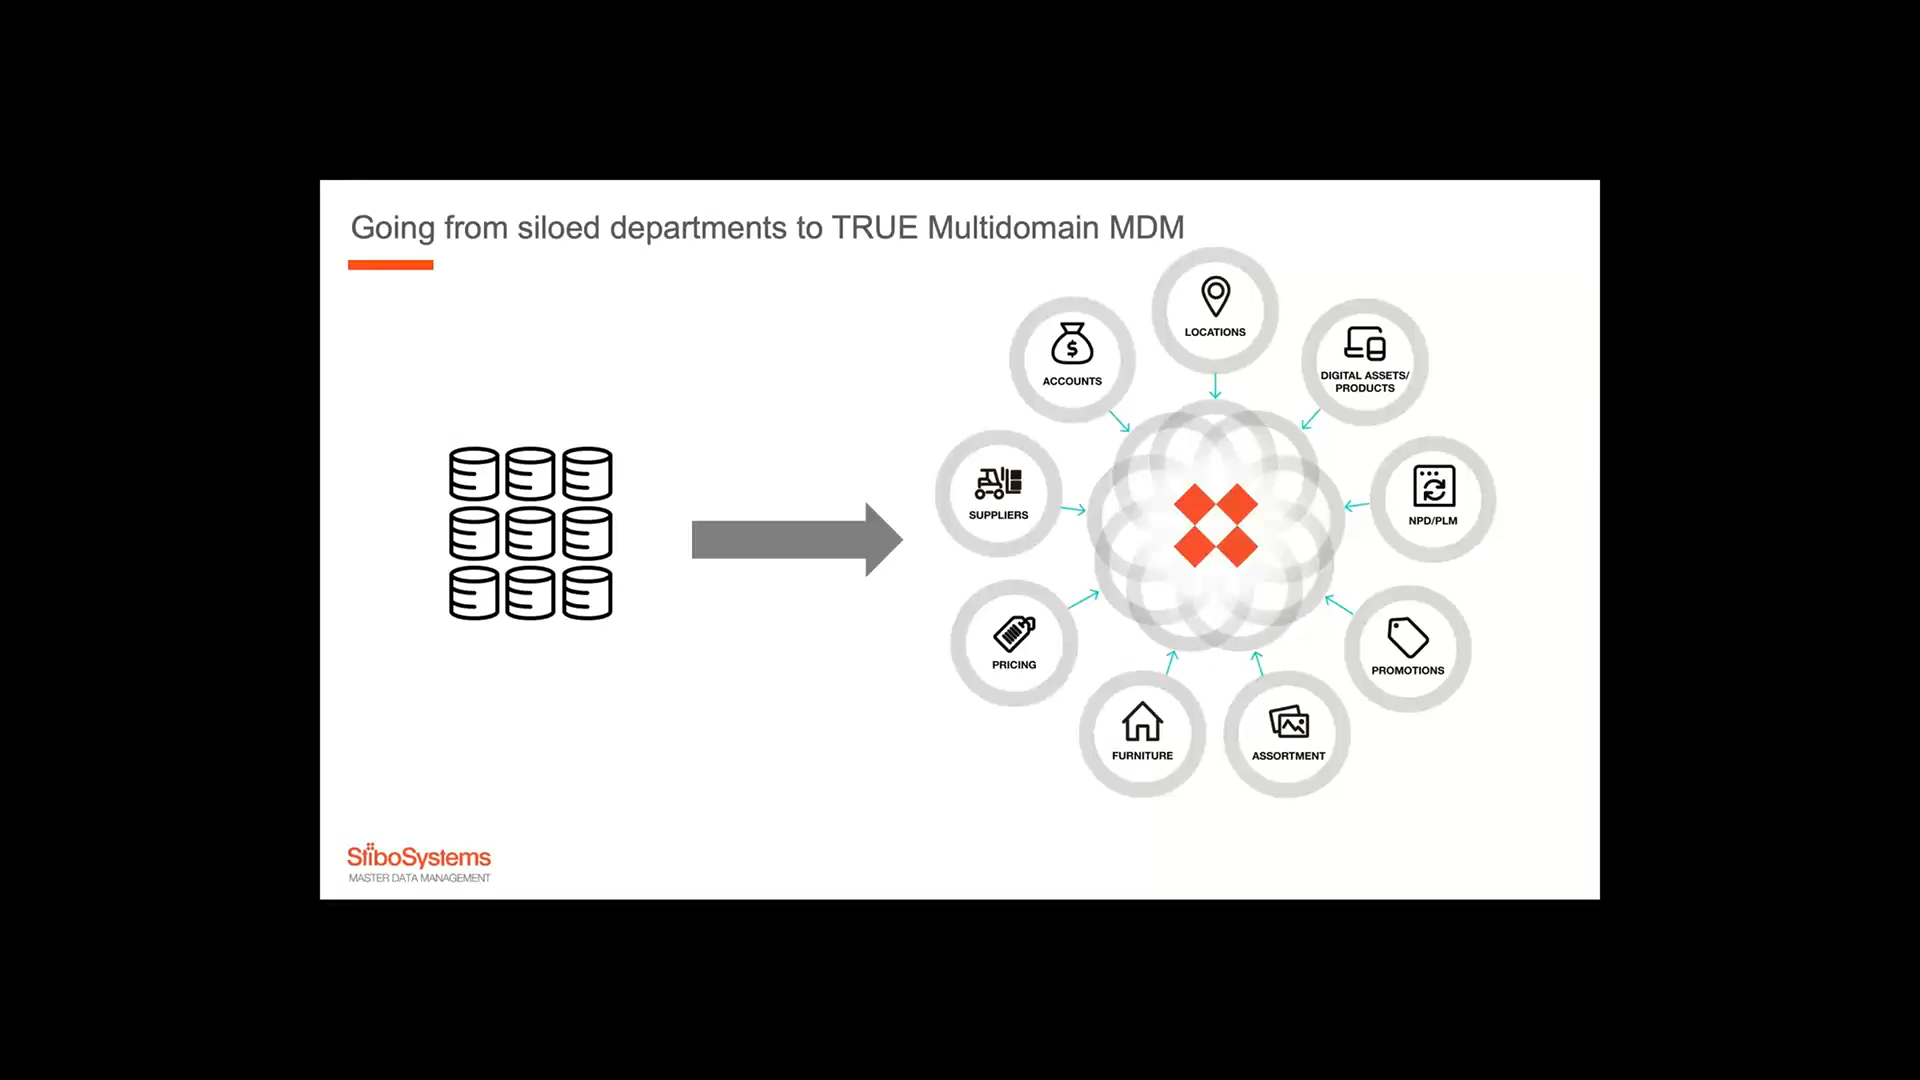 Going from siloed departments to TRUE Multidomain MDM
LOCATIONS
ACCOUNTS
DIGITAL ASSETS/
PRODUCTS
SUPPLIERS
NPD/PLM
PRICING
PROMOTIONS
FURNITURE
ASSORTMENT
StiboSystems
MASTER DATA MANAGEMENT